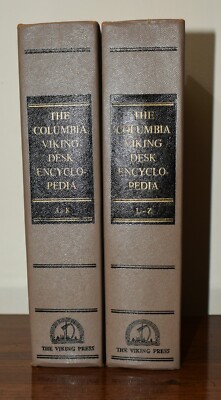 THE
COLUMBIA
VIKING
DESK
ENCYCLO-
PEDIA
A–K
THE VIKING PRESS
THE
COLUMBIA
VIKING
DESK
ENCYCLO-
PEDIA
L–Z
THE VIKING PRESS